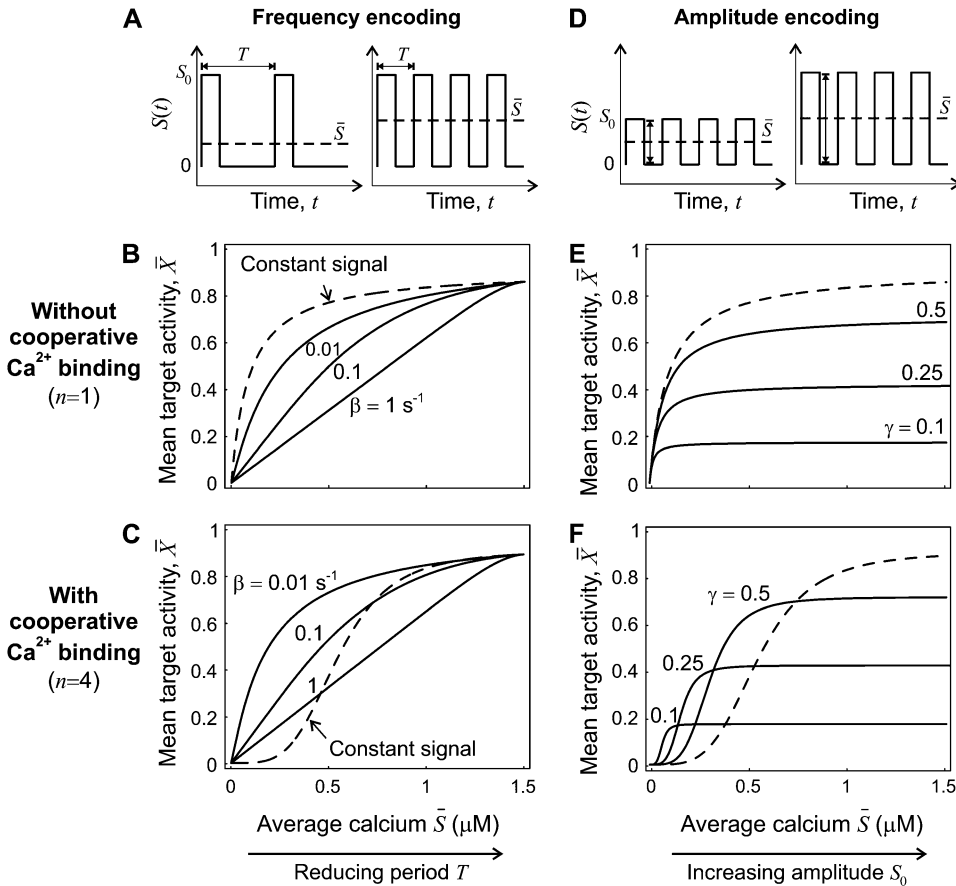 A
Frequency encoding
S₀
T
S(t)
S̄
0
Time, t
T
S̄
Time, t
D
Amplitude encoding
S₀
S(t)
S̄
0
Time, t
S̄
Time, t
Without
cooperative
Ca²⁺ binding
(n=1)
B
Mean target activity, X̄
1
0.8
0.6
0.4
0.2
0
Constant signal
0.01
0.1
β = 1 s⁻¹
E
Mean target activity, X̄
1
0.8
0.6
0.4
0.2
0
0.5
0.25
γ = 0.1
With
cooperative
Ca²⁺ binding
(n=4)
C
Mean target activity, X̄
1
0.8
0.6
0.4
0.2
0
β = 0.01 s⁻¹
0.1
1
Constant signal
0 0.5 1 1.5
Average calcium S̄ (μM)
Reducing period T
F
Mean target activity, X̄
1
0.8
0.6
0.4
0.2
0
γ = 0.5
0.25
0.1
0 0.5 1 1.5
Average calcium S̄ (μM)
Increasing amplitude S₀